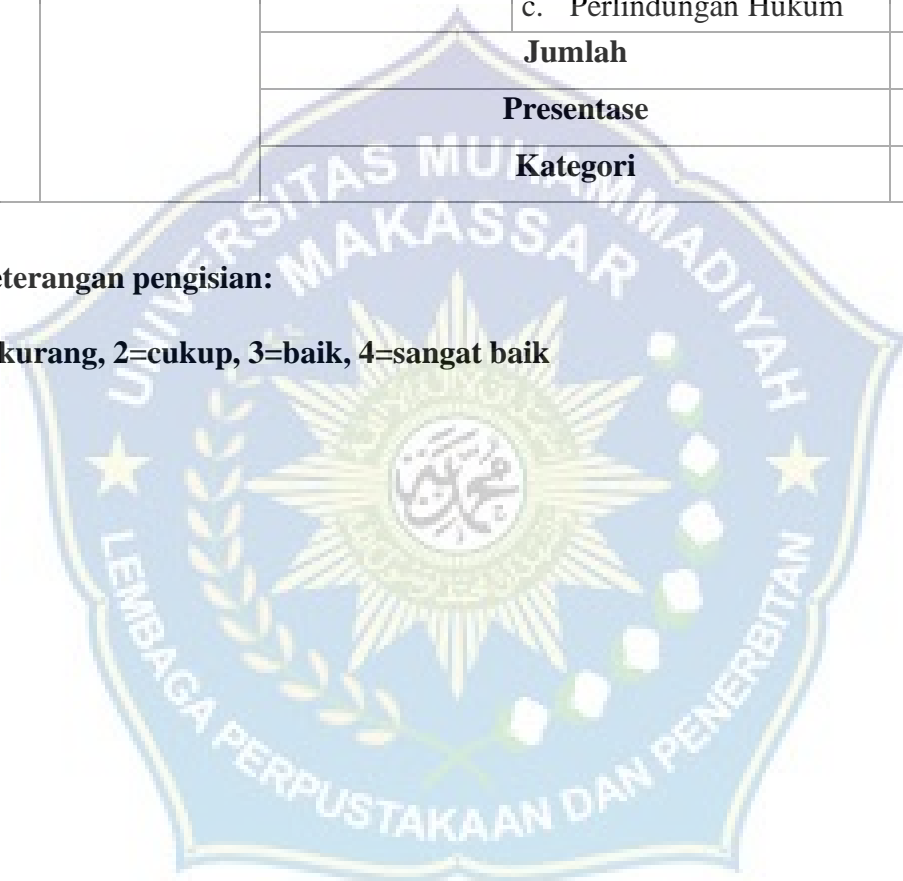 c. Perlindungan Hukum
Jumlah
Presentase
Kategori
eterangan pengisian:
kurang, 2=cukup, 3=baik, 4=sangat baik
UNIVERSITAS MUHAMMADIYAH
MAKASSAR
LEMBAGA PERPUSTAKAAN DAN PENERBITAN